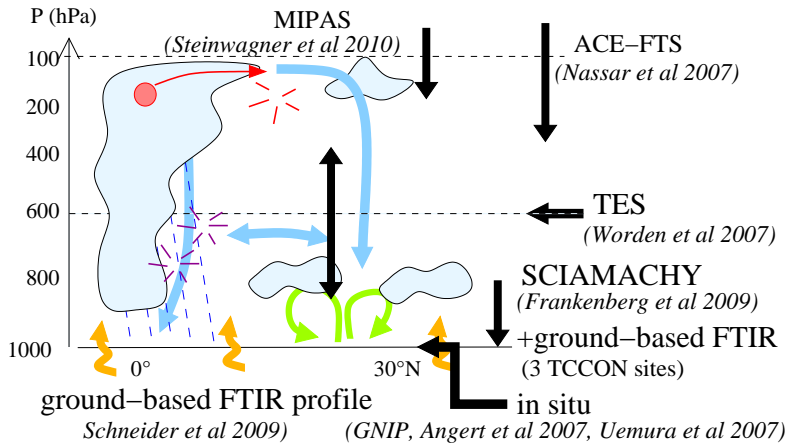 P (hPa)
MIPAS
(Steinwagner et al 2010)
ACE−FTS
(Nassar et al 2007)
100
200
400
600
TES
(Worden et al 2007)
800
SCIAMACHY
(Frankenberg et al 2009)
+ground−based FTIR
(3 TCCON sites)
1000
0°
30°N
ground−based FTIR profile
Schneider et al 2009)
in situ
(GNIP, Angert et al 2007, Uemura et al 2007)